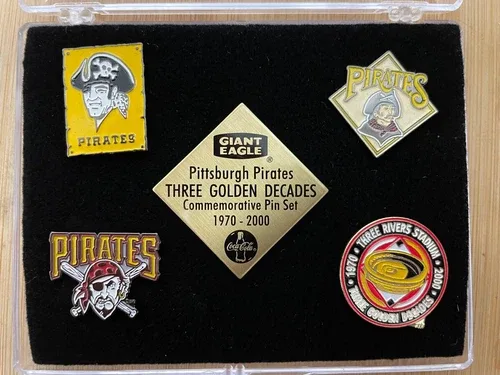 PIRATES
PIRATES
GIANT
EAGLE
®
Pittsburgh Pirates
THREE GOLDEN DECADES
Commemorative Pin Set
1970 - 2000
Coca-Cola
PIRATES
THREE RIVERS STADIUM
1970
2000
THREE GOLDEN DECADES